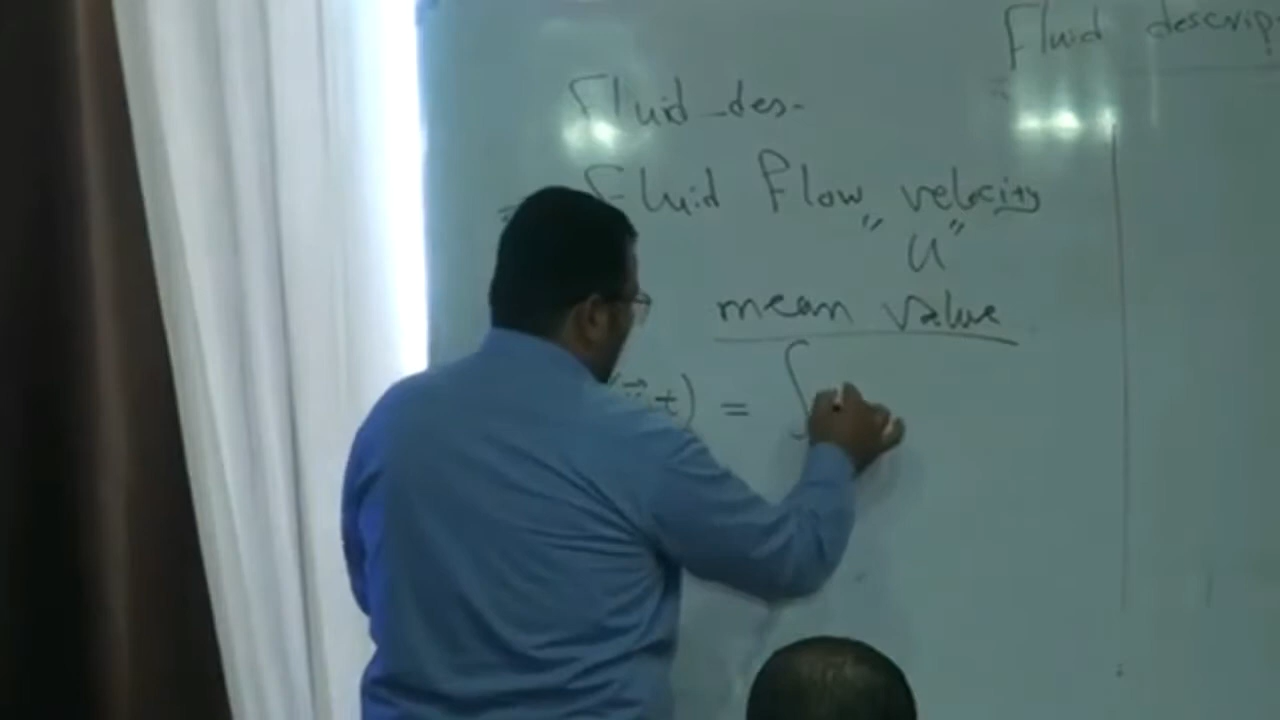 Fluid descrip
Fluid-des-
Fluid Flow velocity
"u"
mean value
t) = ∫